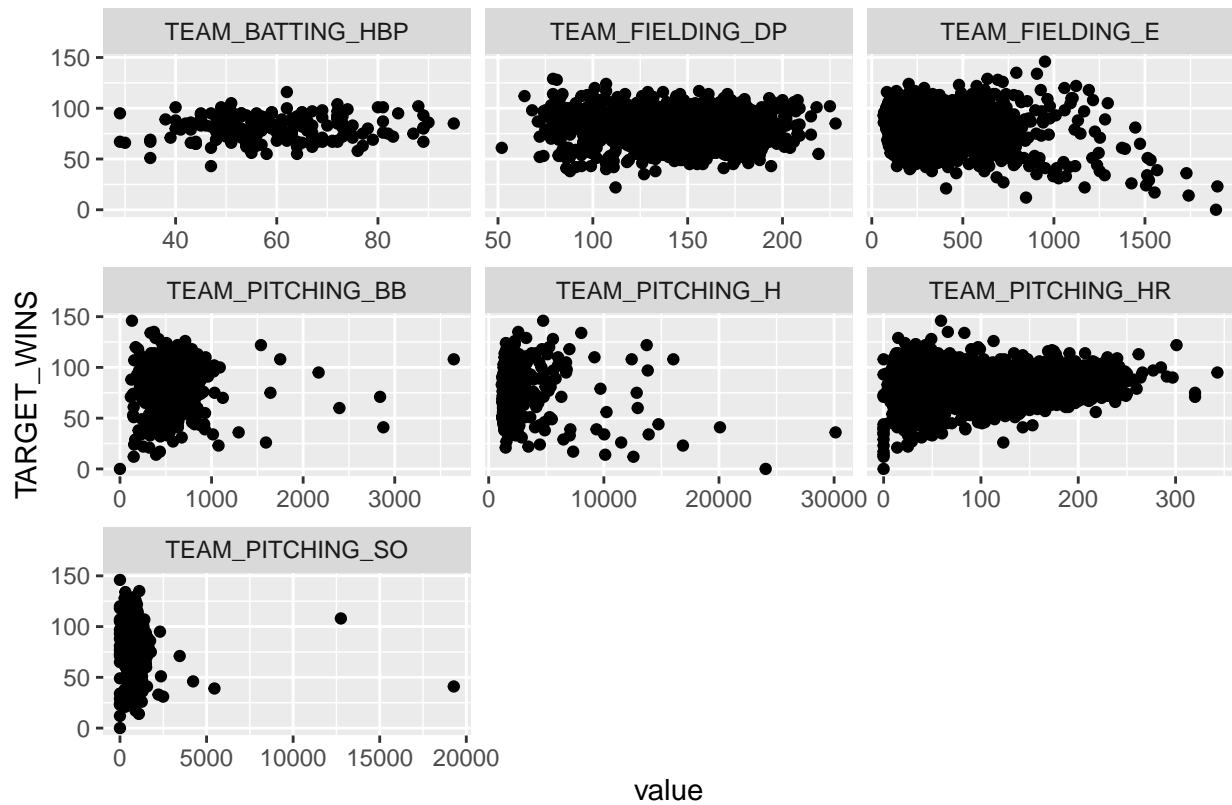 TEAM_BATTING_HBP TEAM_FIELDING_DP TEAM_FIELDING_E
150
100
50
0
40 60 80 50 100 150 200 0 500 1000 1500
TEAM_PITCHING_BB TEAM_PITCHING_H TEAM_PITCHING_HR
TARGET_WINS
150
100
50
0
0 1000 2000 3000 0 10000 20000 30000 0 100 200 300
TEAM_PITCHING_SO
150
100
50
0
0 5000 10000 15000 20000
value